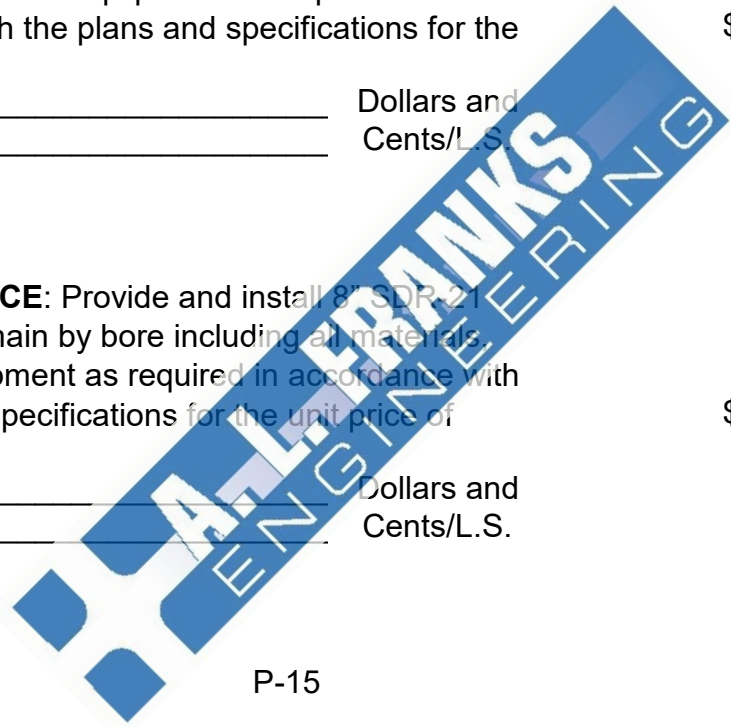 h the plans and specifications for the
$
Dollars and
Cents/L.S.
CE: Provide and install 8" SDR-21
main by bore including all materials,
pment as required in accordance with
pecifications for the unit price of
$
Dollars and
Cents/L.S.
A. L. FRANKS
ENGINEERING
P-15